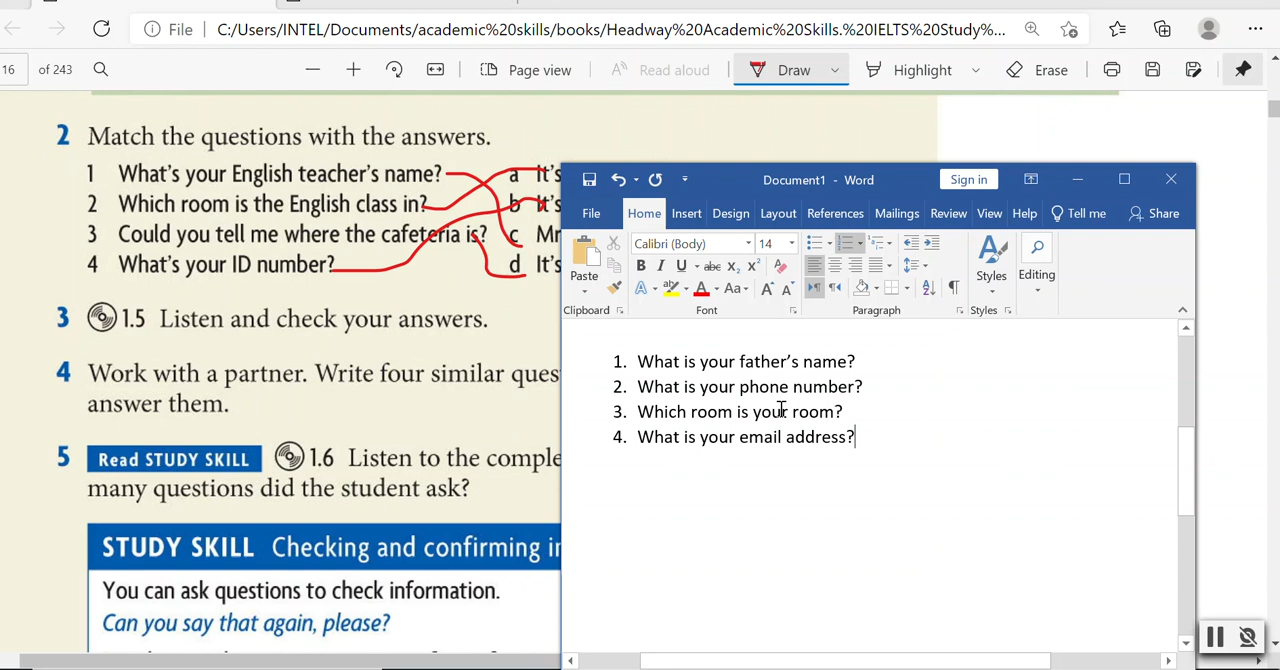 File C:/Users/INTEL/Documents/academic%20skills/books/Headway%20Academic%20Skills.%20IELTS%20Study%...
16 of 243 Page view Read aloud Draw Highlight Erase
2 Match the questions with the answers.
1 What's your English teacher's name?
2 Which room is the English class in?
3 Could you tell me where the cafeteria is?
4 What's your ID number?
a It's
b It's
c Mr
d It's
3 1.5 Listen and check your answers.
4 Work with a partner. Write four similar ques
answer them.
5 Read STUDY SKILL 1.6 Listen to the comple
many questions did the student ask?
STUDY SKILL Checking and confirming in
You can ask questions to check information.
Can you say that again, please?
Document1 - Word Sign in
File Home Insert Design Layout References Mailings Review View Help Tell me Share
Calibri (Body) 14
Paste
B I U abc X2 X2
A A Aa A A
Styles Editing
Clipboard Font Paragraph Styles
1. What is your father's name?
2. What is your phone number?
3. Which room is your room?
4. What is your email address?